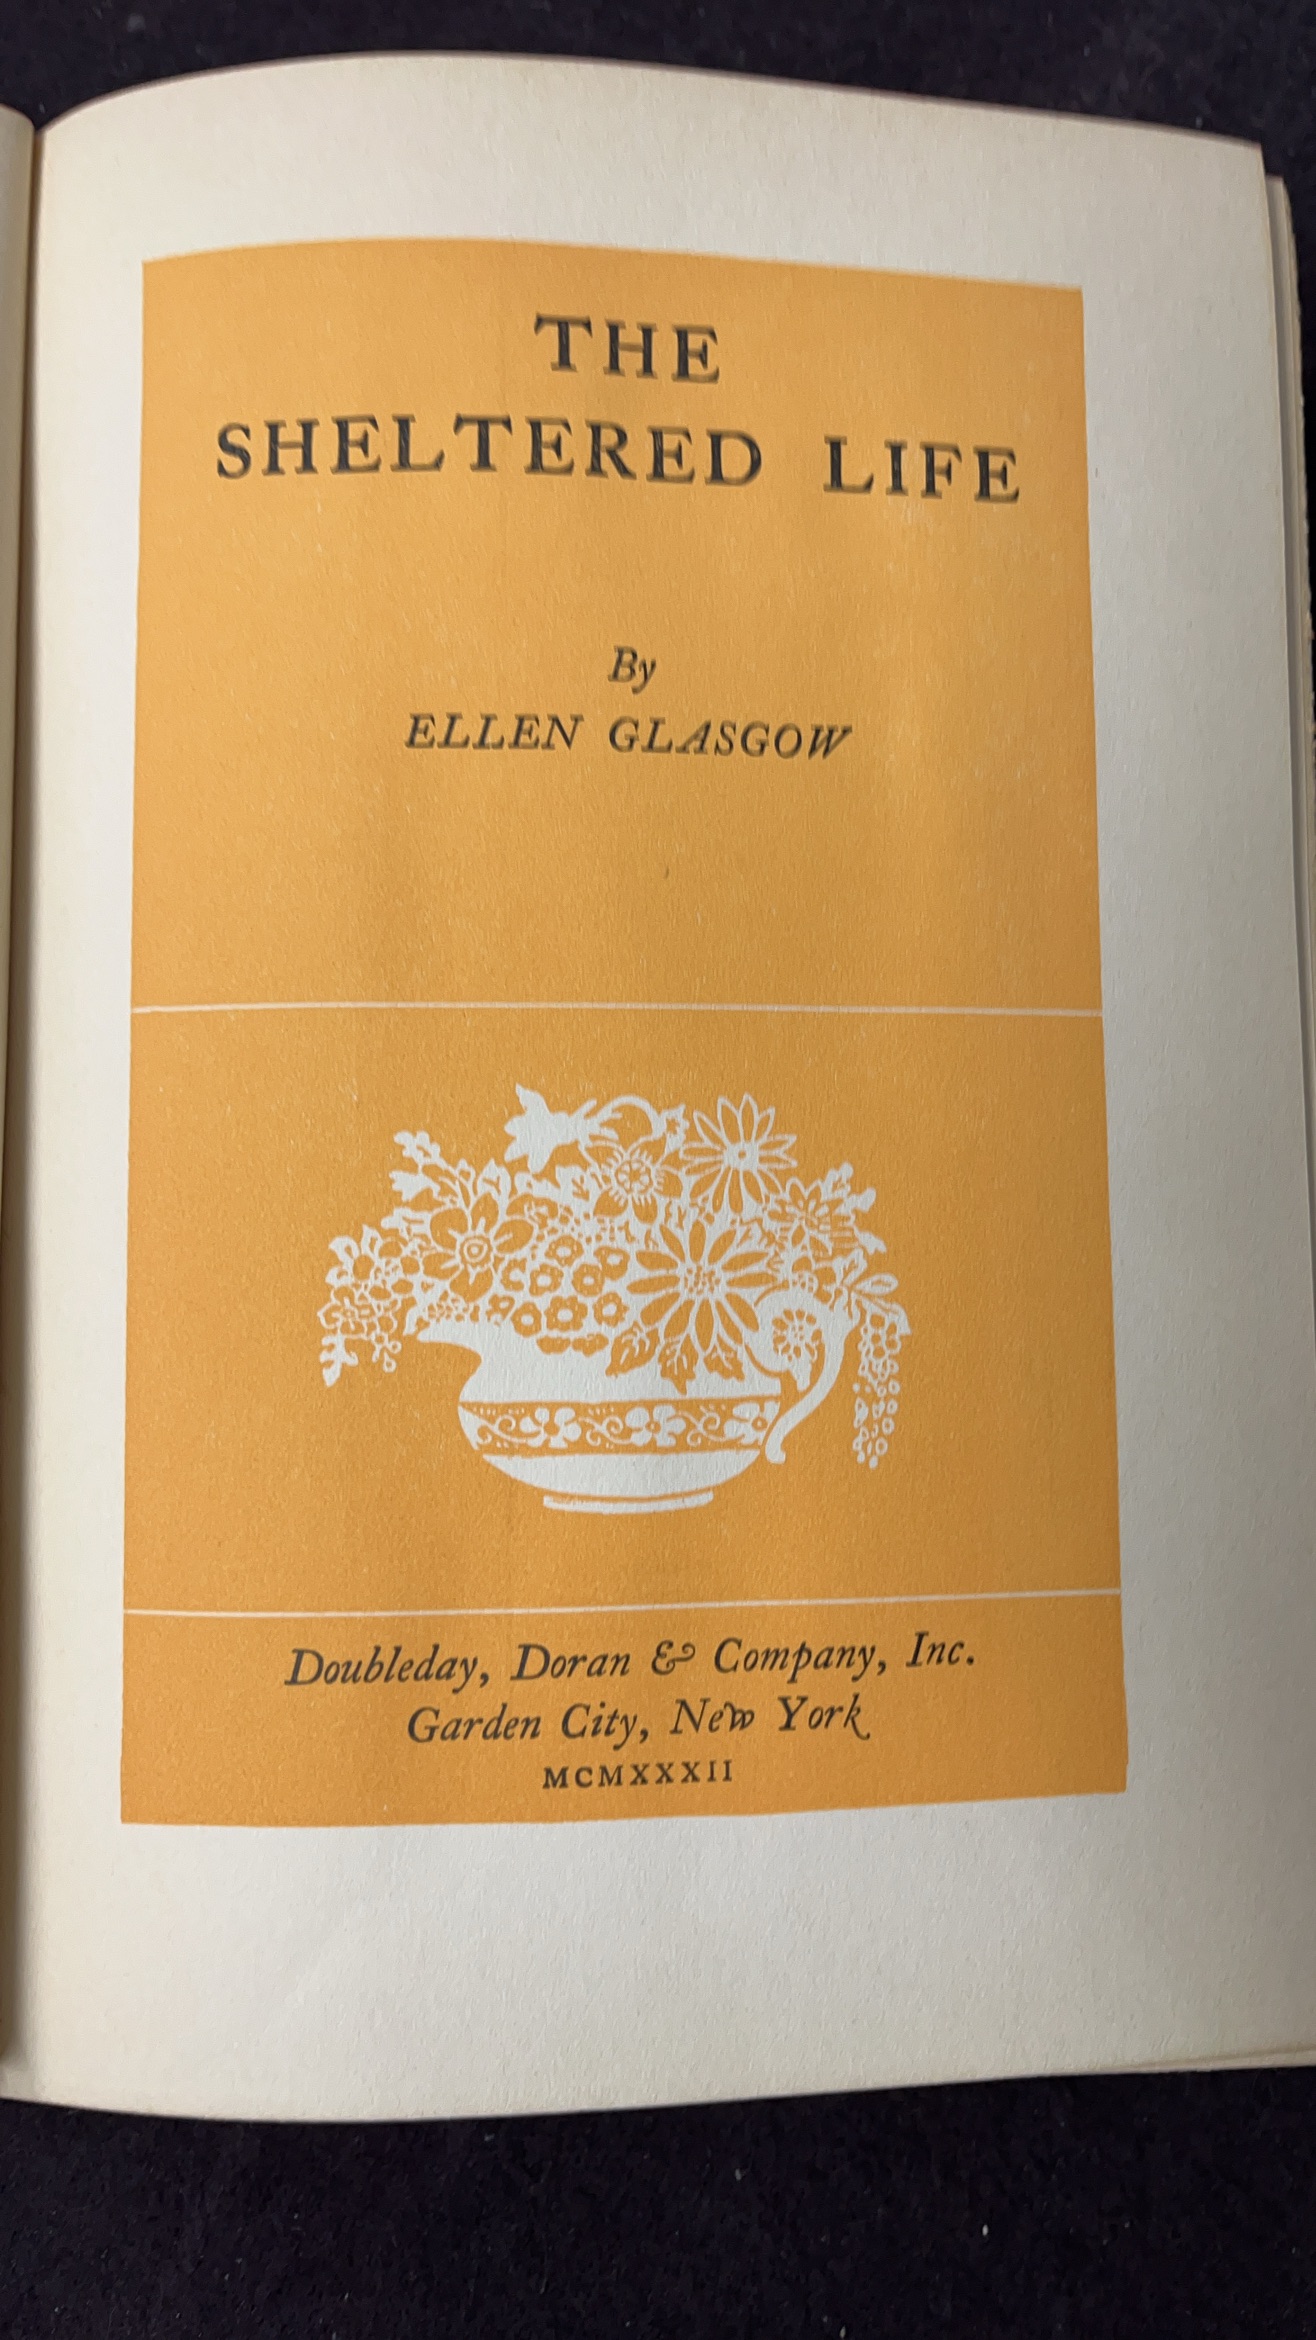 THE
SHELTERED LIFE
By
ELLEN GLASGOW
Doubleday, Doran & Company, Inc.
Garden City, New York
MCMXXXII